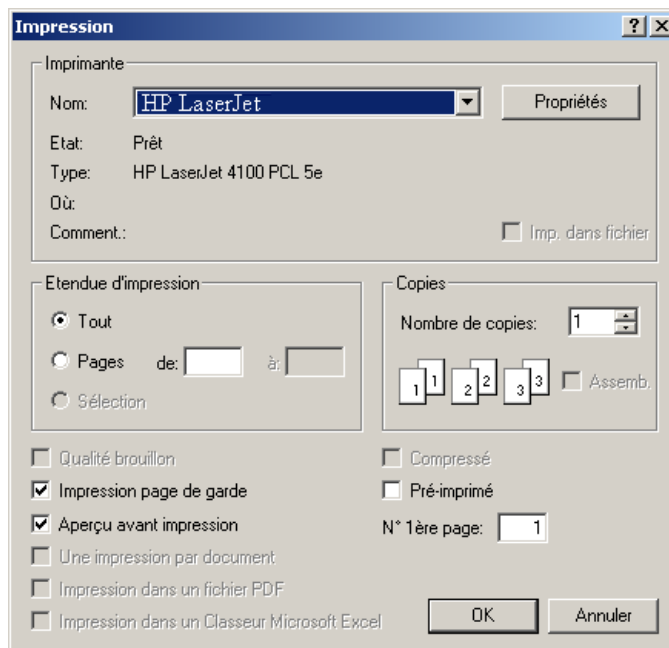 Impression
Imprimante
Nom: HP LaserJet Propriétés
Etat: Prêt
Type: HP LaserJet 4100 PCL 5e
Où:
Comment.: Imp. dans fichier
Etendue d'impression Copies
Tout Nombre de copies: 1
Pages de: à:
1 1 2 2 3 3 Assemb.
Sélection
Qualité brouillon Compressé
Impression page de garde Pré-imprimé
Aperçu avant impression N° 1ère page: 1
Une impression par document
Impression dans un fichier PDF
Impression dans un Classeur Microsoft Excel OK Annuler